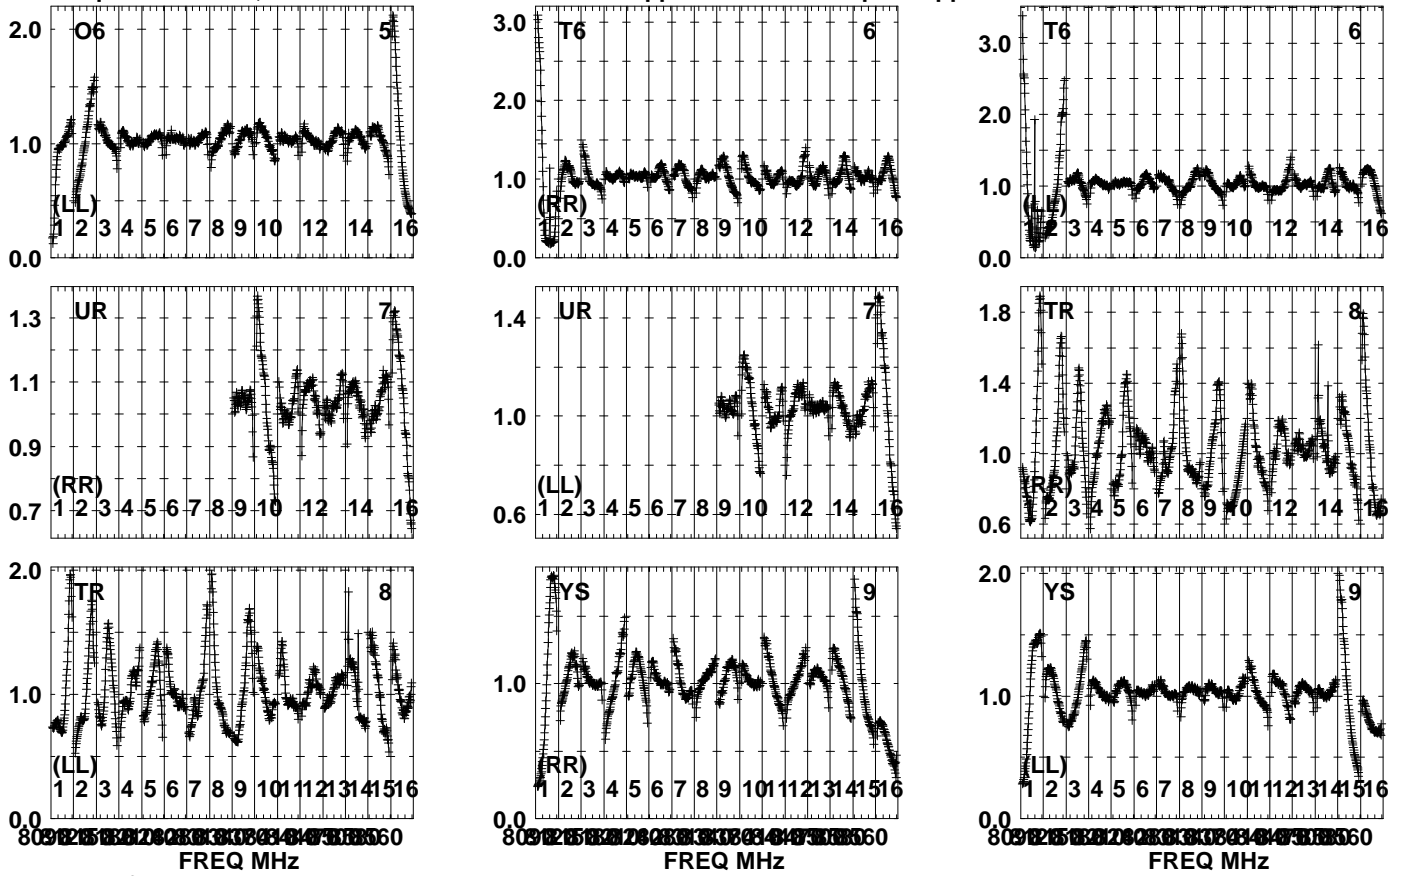 2.0 O6 5 3.0 T6 6 T6 6
3.0
2.0 2.0
1.0 1.0 1.0
(LL) (RR) (LL)
1 2 3 4 5 6 7 8 9 10 12 14 16 1 2 3 4 5 6 7 8 9 10 12 14 16 2 3 4 5 6 7 8 9 10 12 14 16
0.0 0.0 0.0
UR 7 UR 7 TR 8
1.3 1.4 1.8
1.1 1.4
1.0 1.0
0.9
(RR) (LL) (RR)
0.7 1 2 3 4 5 6 7 8 9 10 12 14 16 0.6 1 2 3 4 5 6 7 8 9 10 12 14 16 0.6 2 3 4 5 6 7 8 9 10 12 14 16
2.0 TR 8 YS 9 2.0 YS 9
1.0 1.0 1.0
(LL) (RR) (LL)
1 2 3 4 5 6 7 8 9 10 11 12 13 14 15 16 1 2 3 4 5 6 7 8 9 10 11 12 13 14 15 16 1 2 3 4 5 6 7 8 9 10 11 12 13 14 15 16
0.0 0.0 0.0
FREQ MHz FREQ MHz FREQ MHz